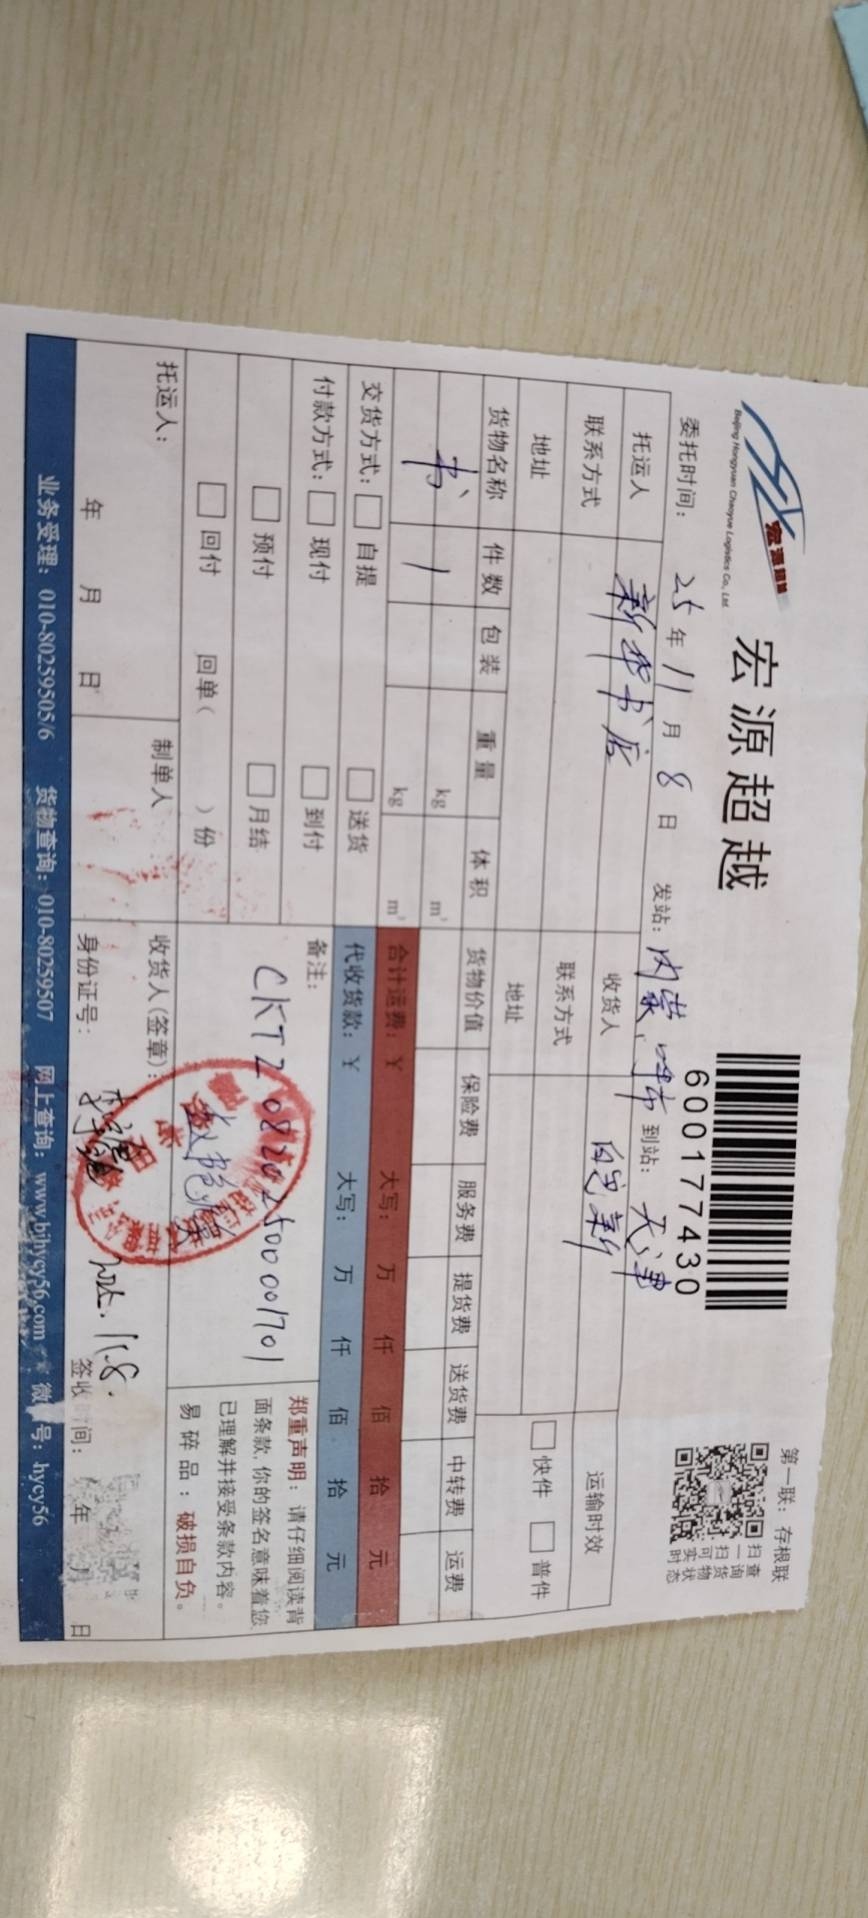 宏源超越
Beijing Hongyuan Chaoyue Logistics Co., Ltd.
宏源超越
600177430
第一联：存根联
扫一扫可实时
查询货物状态
委托时间：25年11月8日 发站：内蒙呼市 到站：天津
托运人 新华书店 收货人 运输时效
联系方式 联系方式 快件 普件
地址 地址
货物名称 件数 包装 重量 体积 货物价值 保险费 服务费 提货费 送货费 中转费 运费
书 1 kg m³
kg m³ 合计运费：¥ 大写： 万 仟 佰 拾 元
交货方式： 自提 送货 代收货款：¥ 大写： 万 仟 佰 拾 元
付款方式： 现付 到付 备注：
预付 月结 CKTZ0820250001701
回付 回单( )份
郑重声明：请仔细阅读背
面条款,你的签名意味着您
已理解并接受条款内容。
易碎品：破损自负。
托运人： 制单人 收货人(签章)：
年 月 日 身份证号： 11.8. 签收 间： 年 月 日
业务受理：010-80259505/6 货物查询：010-80259507 网上查询：www.bjhycy56.com 微 号：hycy56